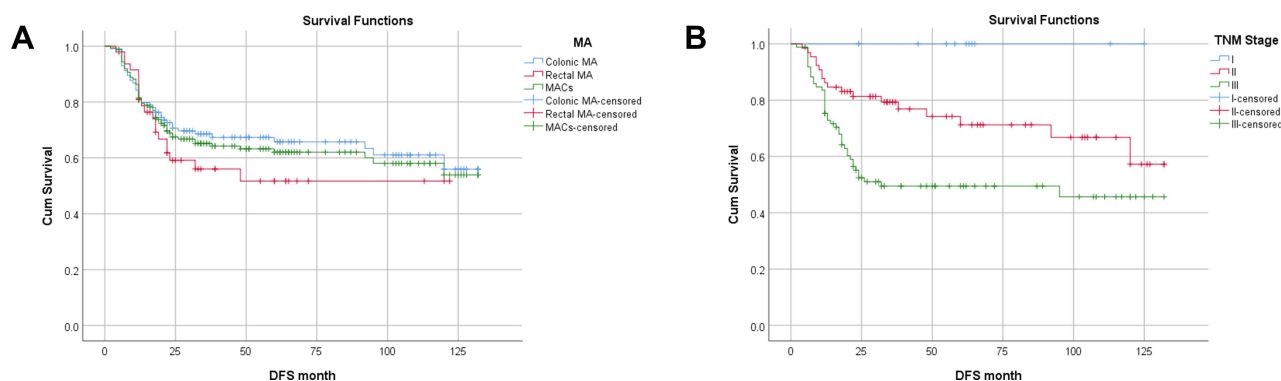 A
Survival Functions
Cum Survival
1.0
0.8
0.6
0.4
0.2
0.0
0
25
50
75
100
125
DFS month
MA
Colonic MA
Rectal MA
MACs
Colonic MA-censored
Rectal MA-censored
MACs-censored
B
Survival Functions
Cum Survival
1.0
0.8
0.6
0.4
0.2
0.0
0
25
50
75
100
125
DFS month
TNM Stage
I
II
III
I-censored
II-censored
III-censored